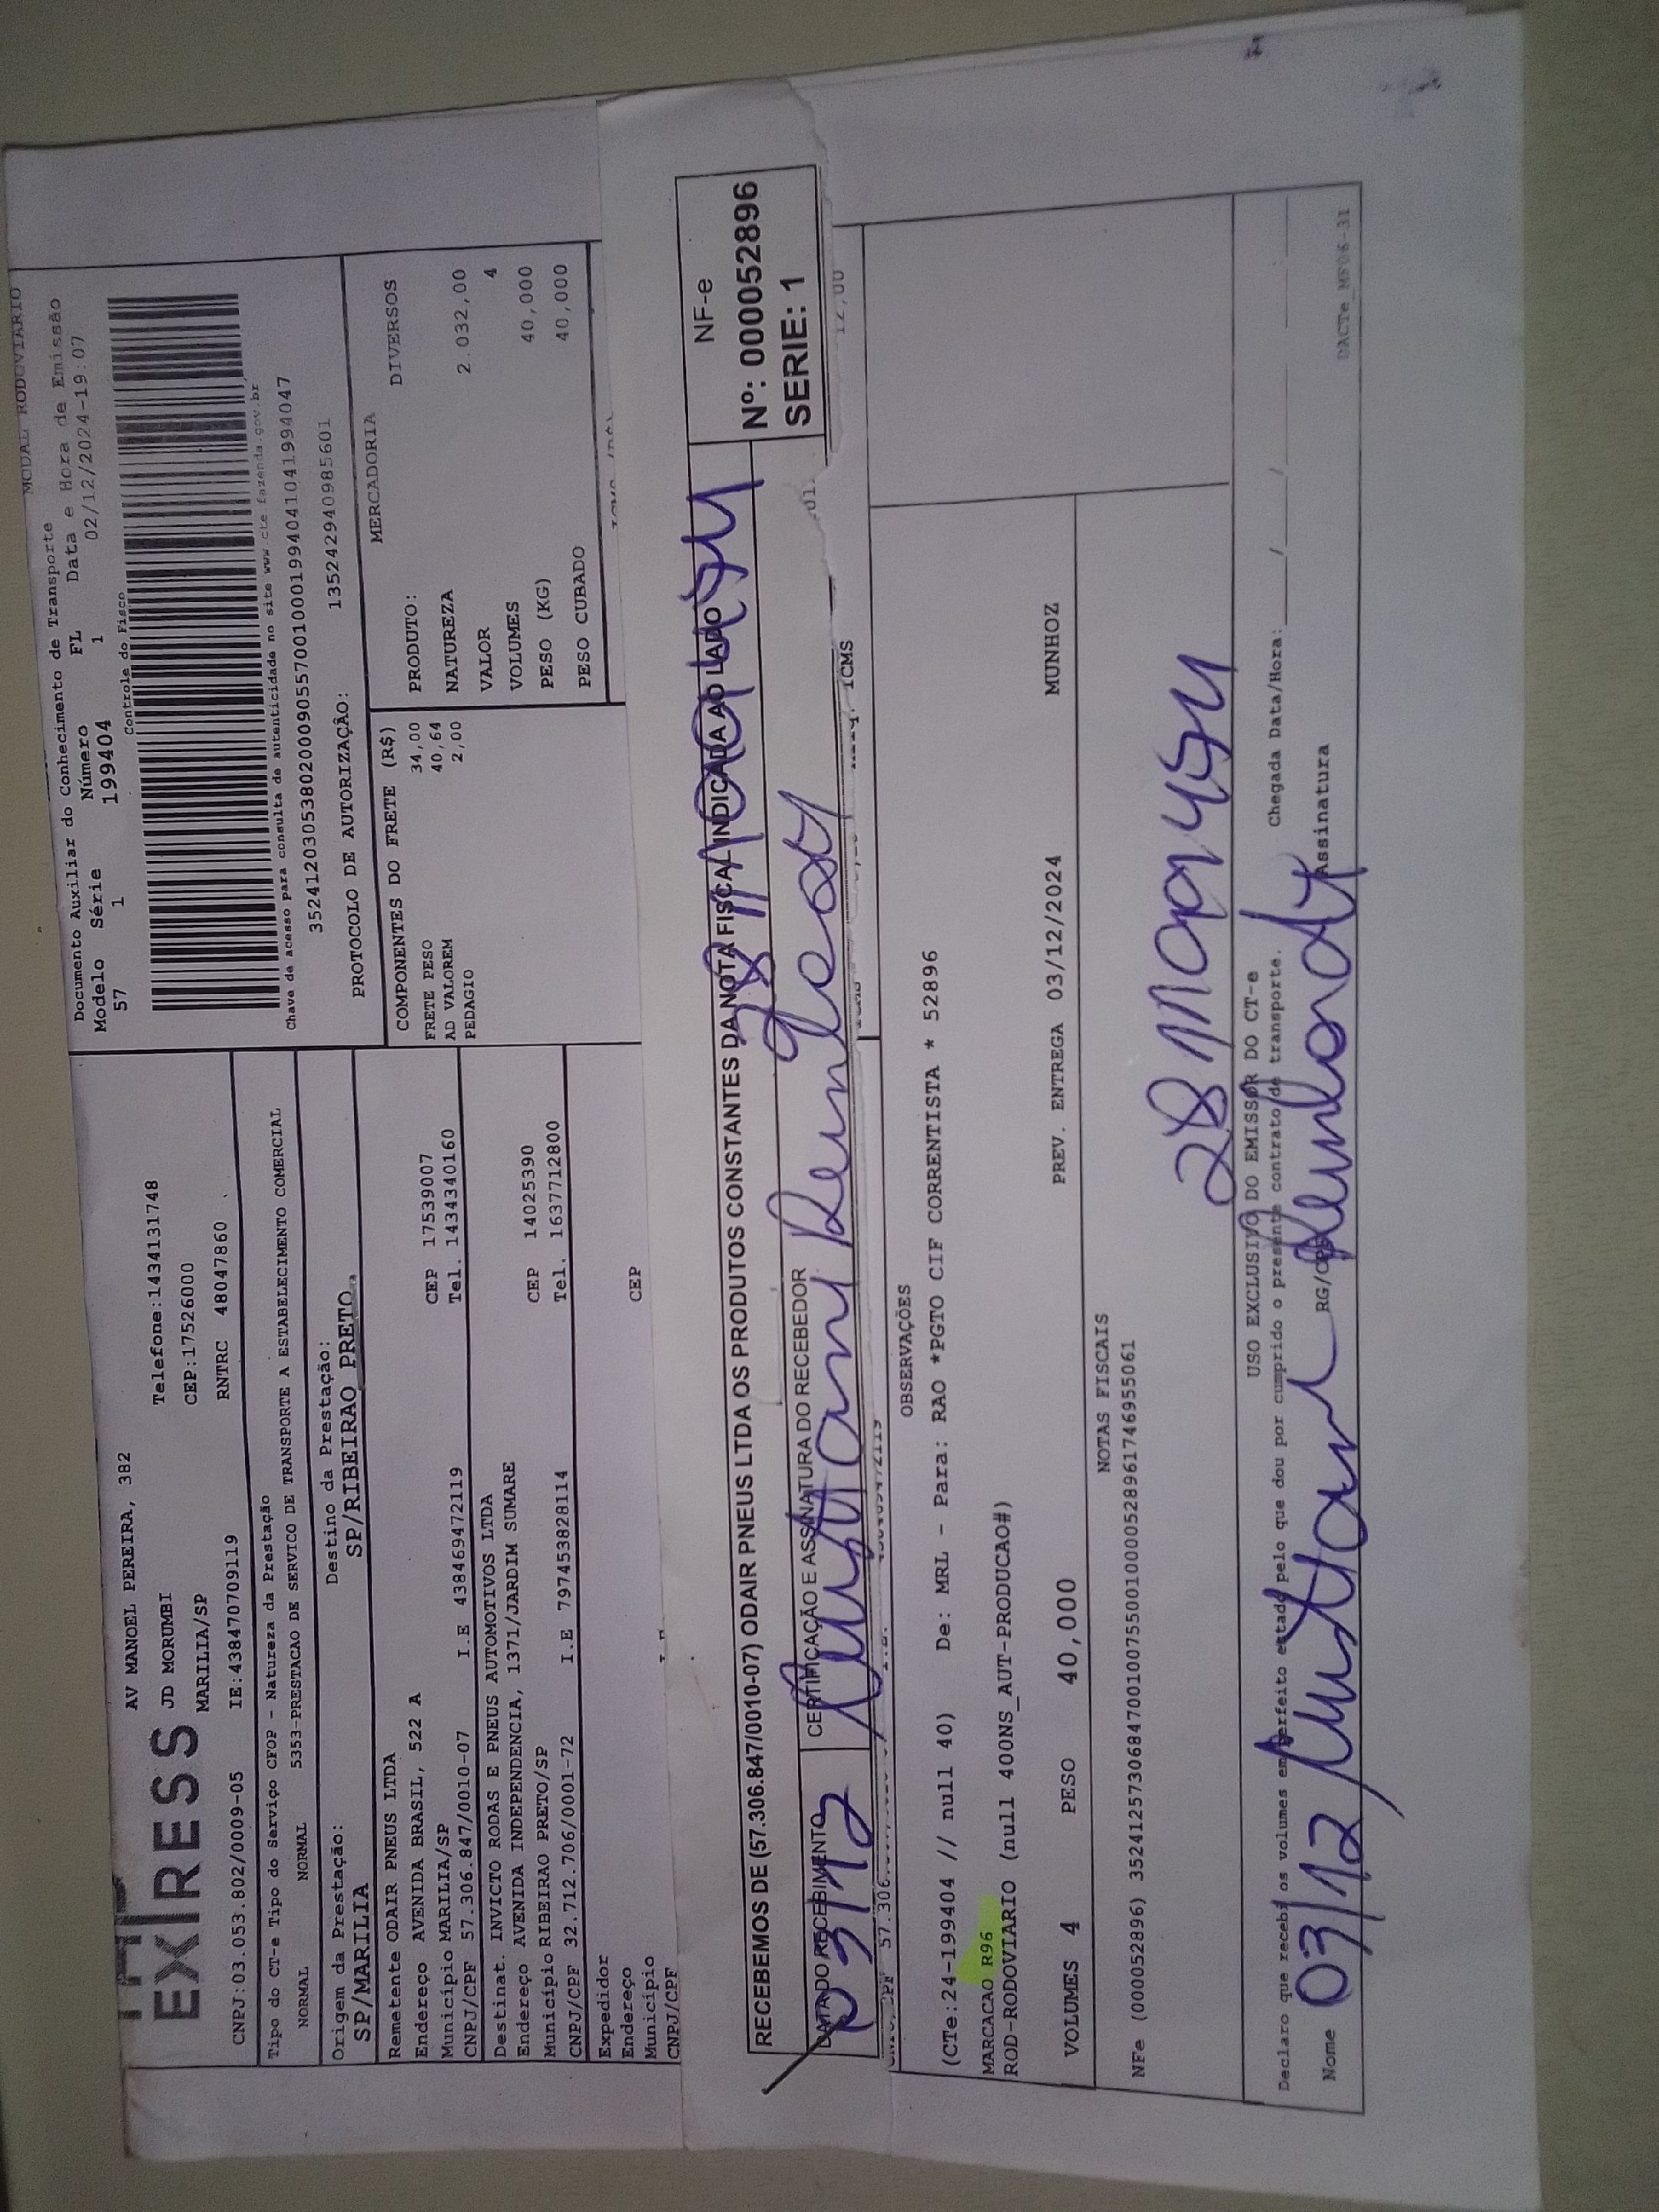 MODAL RODOVIARIO
EXPRESS
AV MANOEL PEREIRA, 382
JD MORUMBI Telefone:1434131748
MARILIA/SP CEP:17526000
CNPJ:03.053.802/0009-05 IE:438470709119 RNTRC 48047860
Documento Auxiliar do Conhecimento de Transporte
Modelo Série Número FL Data e Hora de Emissão
57 1 199404 1 02/12/2024-19:07
Controle do Fisco
Chave de acesso para consulta de autenticidade no site www.cte fazenda.gov.br
35241203053802000905570010001994041041994047
PROTOCOLO DE AUTORIZAÇÃO: 135242940985601
Tipo do CT-e Tipo do Serviço CFOP - Natureza da Prestação
NORMAL NORMAL 5353-PRESTACAO DE SERVICO DE TRANSPORTE A ESTABELECIMENTO COMERCIAL
Origem da Prestação: Destino da Prestação:
SP/MARILIA SP/RIBEIRAO PRETO
Remetente ODAIR PNEUS LTDA
Endereço AVENIDA BRASIL, 522 A CEP 17539007
Município MARILIA/SP Tel. 1434340160
CNPJ/CPF 57.306.847/0010-07 I.E 438469472119
Destinat. INVICTO RODAS E PNEUS AUTOMOTIVOS LTDA
Endereço AVENIDA INDEPENDENCIA, 1371/JARDIM SUMARE CEP 14025390
Município RIBEIRAO PRETO/SP Tel. 1637712800
CNPJ/CPF 32.712.706/0001-72 I.E 797453828114
Expedidor
Endereço
Município CEP
CNPJ/CPF
COMPONENTES DO FRETE (R$)
FRETE PESO 34,00
AD VALOREM 40,64
PEDAGIO 2,00
MERCADORIA
PRODUTO: DIVERSOS
NATUREZA
VALOR 2.032,00
VOLUMES 4
PESO (KG) 40,000
PESO CUBADO 40,000
RECEBEMOS DE (57.306.847/0010-07) ODAIR PNEUS LTDA OS PRODUTOS CONSTANTES DA NOTA FISCAL INDICADA AO LADO
28
DATA DO RECEBIMENTO CERTIFICAÇÃO E ASSINATURA DO RECEBEDOR
03/12
NF-e
Nº: 000052896
SERIE: 1
ICMS
12,00
OBSERVAÇÕES
(CTe:24-199404 // null 40) De: MRL - Para: RAO *PGTO CIF CORRENTISTA * 52896
MARCACAO R96
ROD-RODOVIARIO (null 400NS_AUT-PRODUCAO#)
VOLUMES 4 PESO 40,000 PREV. ENTREGA 03/12/2024 MUNHOZ
NOTAS FISCAIS
NFe (000052896) 35241257306847001007550010000528961746955061
28
USO EXCLUSIVO DO EMISSOR DO CT-e
Declaro que recebi os volumes em perfeito estado pelo que dou por cumprido o presente contrato de transporte. Chegada Data/Hora: ___/___/___
03/12
Nome RG/CPF Assinatura
DACTe_MF06-31